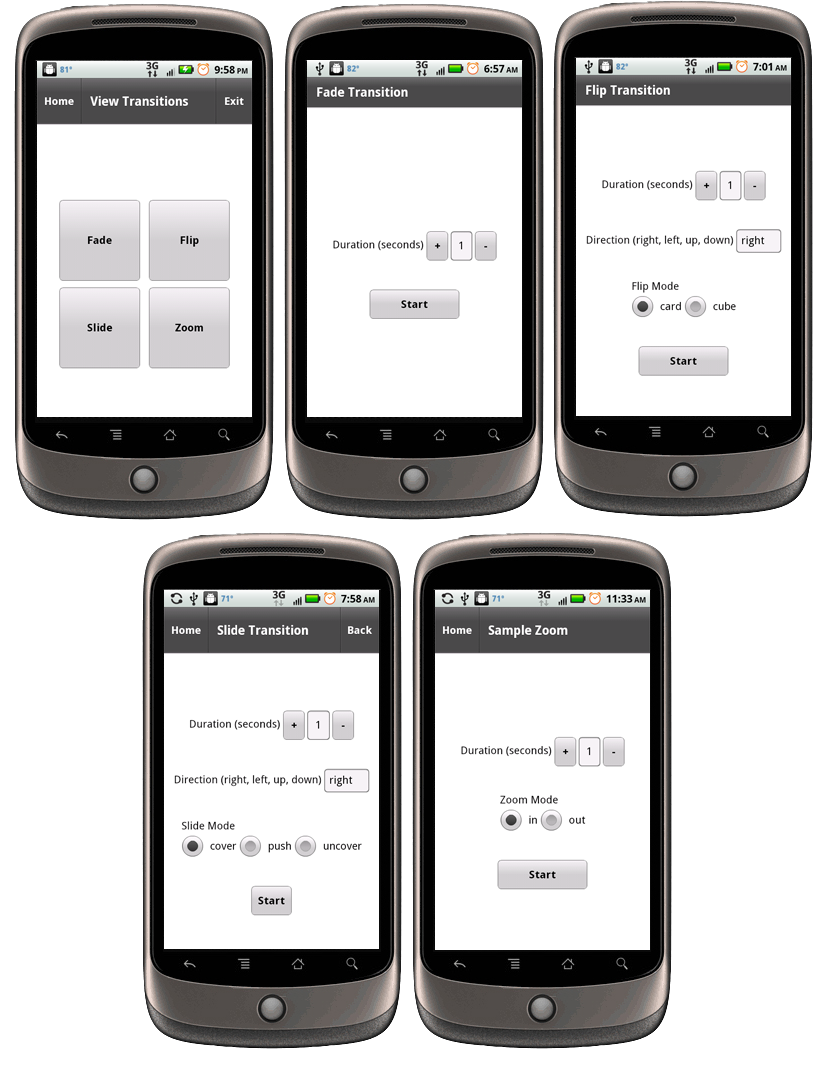 81° 3G 9:58 PM
Home View Transitions Exit
Fade Flip
Slide Zoom
82° 3G 6:57 AM
Fade Transition
Duration (seconds) + 1 -
Start
82° 3G 7:01 AM
Flip Transition
Duration (seconds) + 1 -
Direction (right, left, up, down) right
Flip Mode
card cube
Start
71° 3G 7:58 AM
Home Slide Transition Back
Duration (seconds) + 1 -
Direction (right, left, up, down) right
Slide Mode
cover push uncover
Start
71° 3G 11:33 AM
Home Sample Zoom
Duration (seconds) + 1 -
Zoom Mode
in out
Start